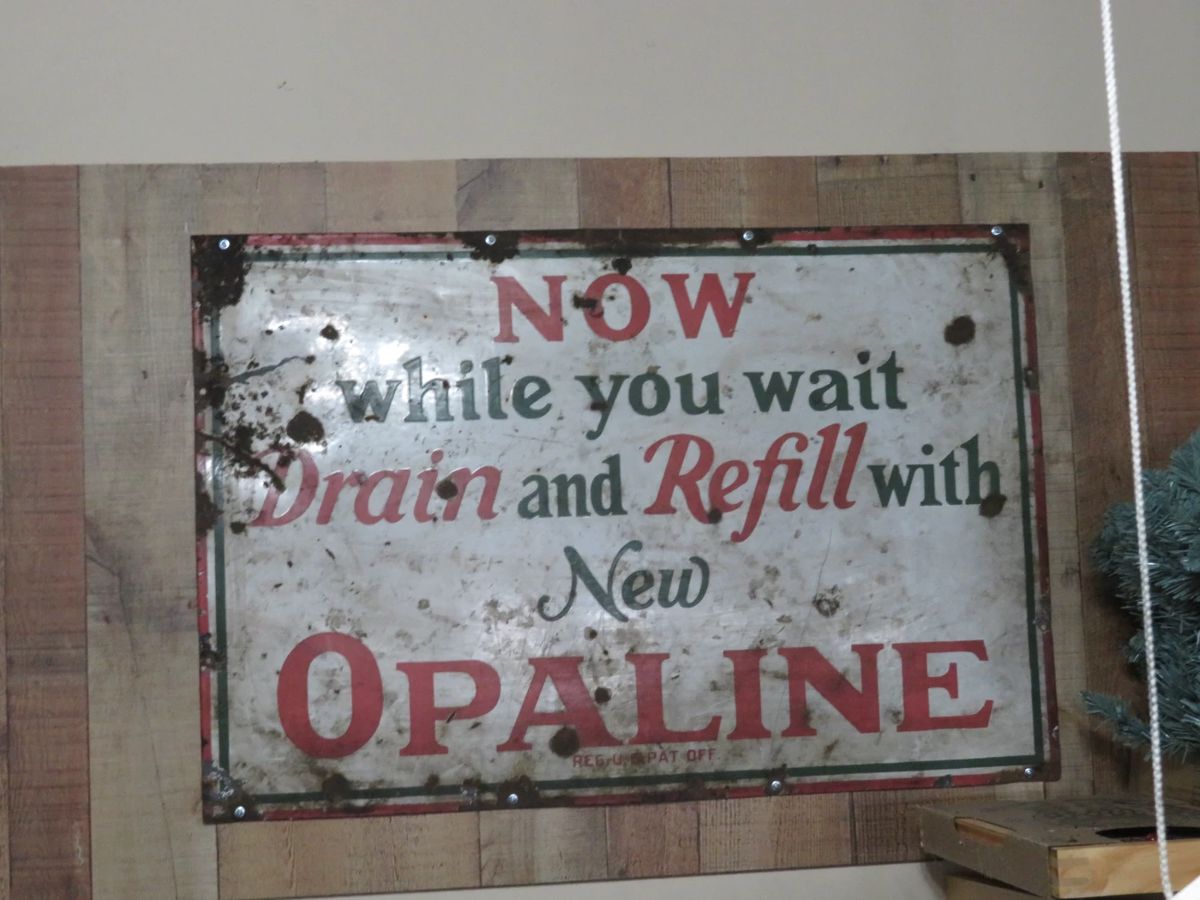 NOW
while you wait
Drain and Refill with
New
OPALINE
REG. U.S. PAT. OFF.